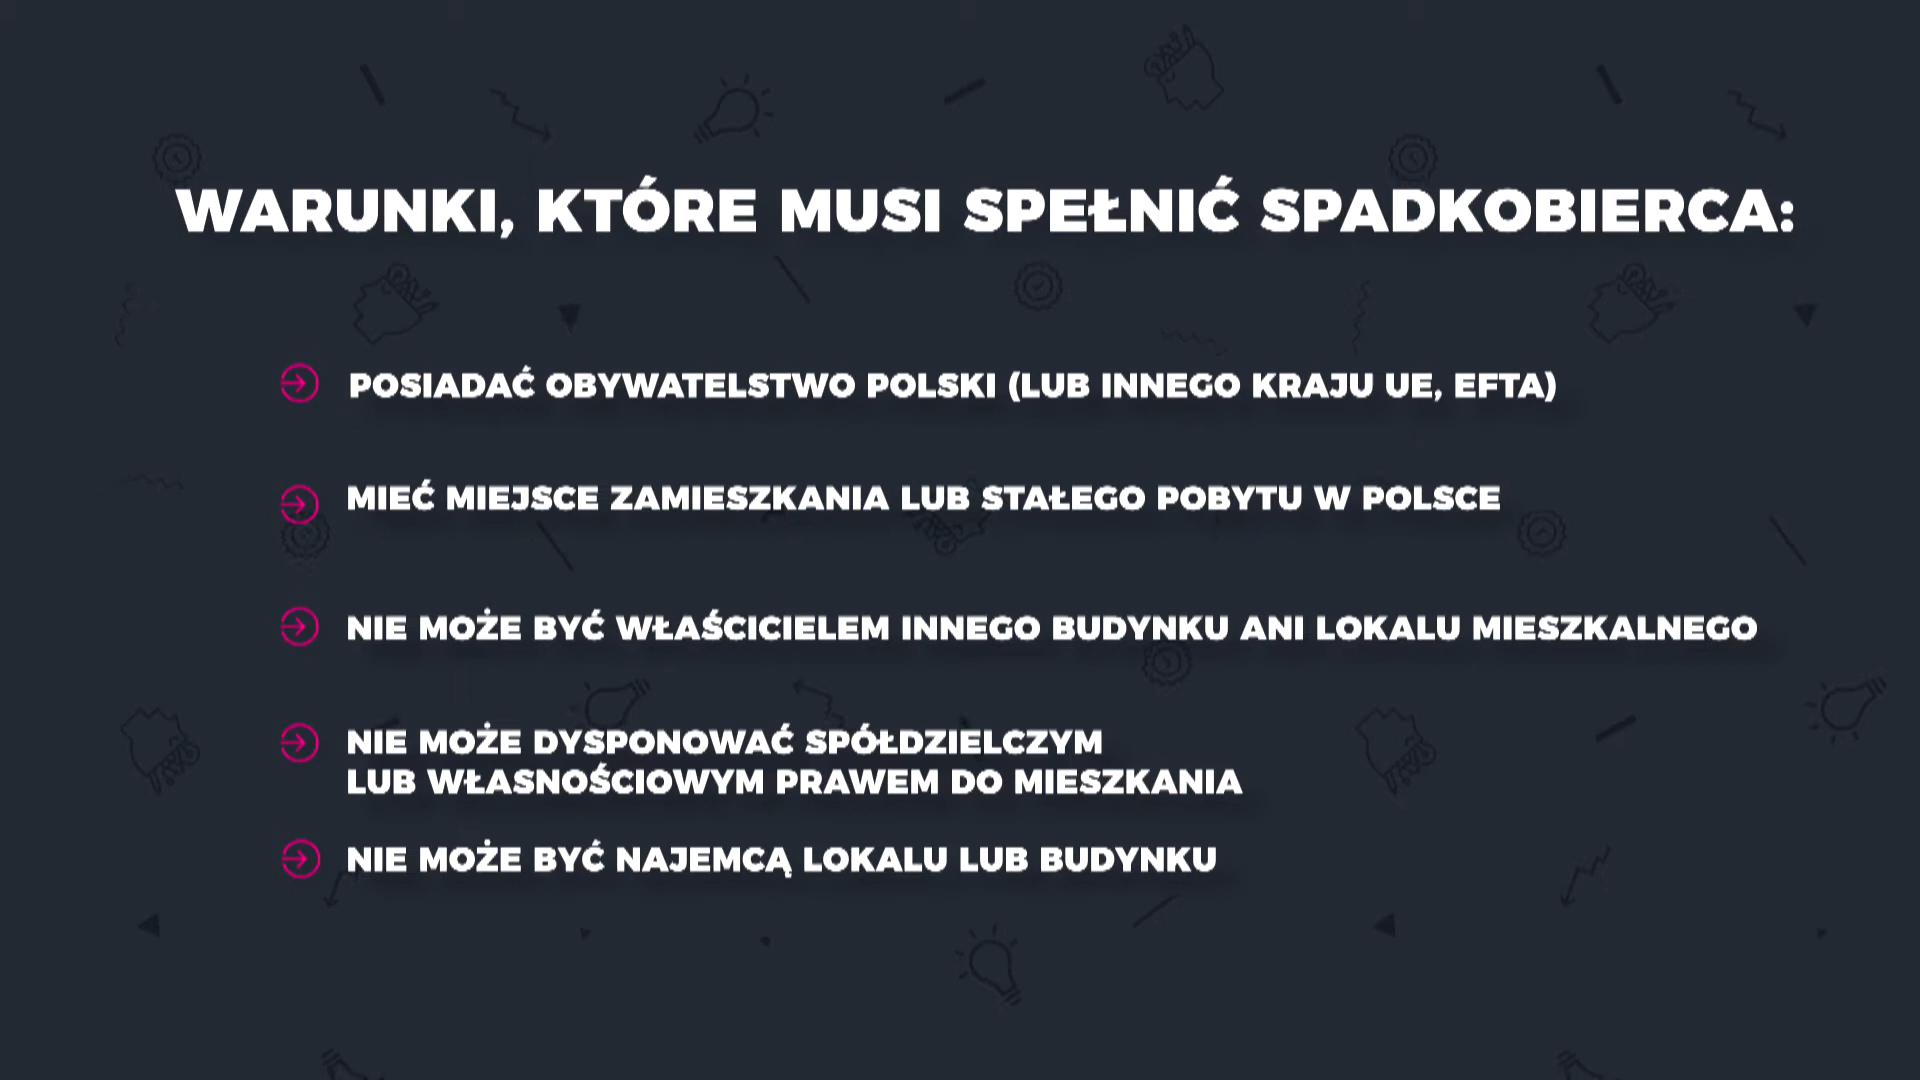 WARUNKI, KTÓRE MUSI SPEŁNIĆ SPADKOBIERCA:
POSIADAĆ OBYWATELSTWO POLSKI (LUB INNEGO KRAJU UE, EFTA)
MIEĆ MIEJSCE ZAMIESZKANIA LUB STAŁEGO POBYTU W POLSCE
NIE MOŻE BYĆ WŁAŚCICIELEM INNEGO BUDYNKU ANI LOKALU MIESZKALNEGO
NIE MOŻE DYSPONOWAĆ SPÓŁDZIELCZYM
LUB WŁASNOŚCIOWYM PRAWEM DO MIESZKANIA
NIE MOŻE BYĆ NAJEMCĄ LOKALU LUB BUDYNKU